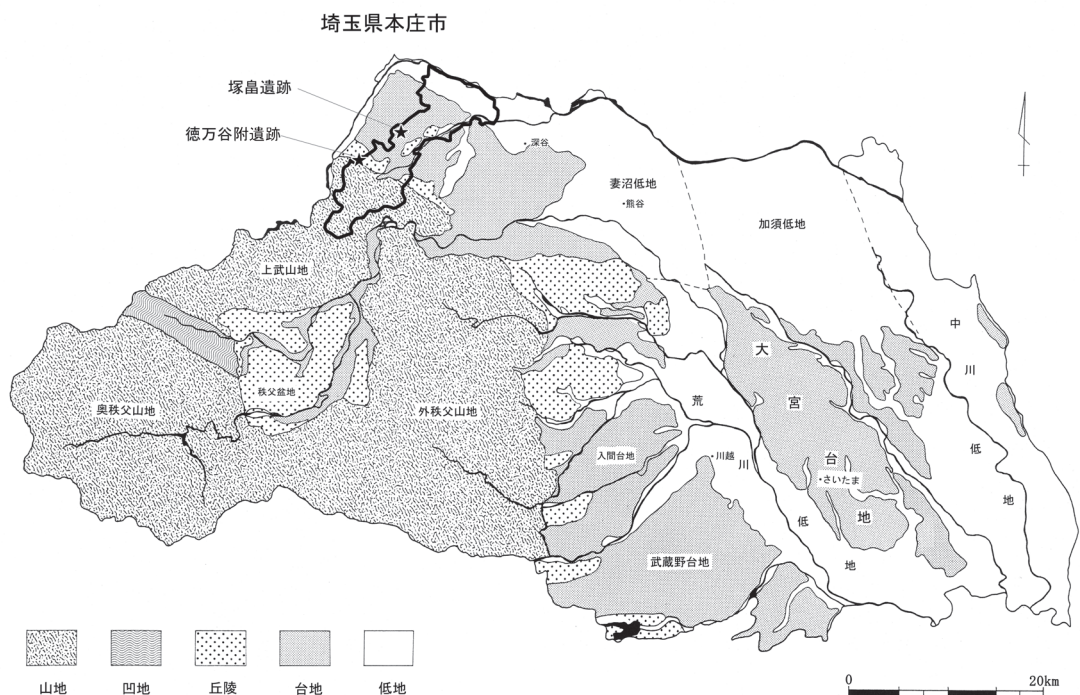 埼玉県本庄市
塚畠遺跡
徳万谷附遺跡
・深谷
妻沼低地
・熊谷
加須低地
上武山地
中川低地
大宮台地
秩父盆地
奥秩父山地
外秩父山地
荒川低地
入間台地
・川越
・さいたま
武蔵野台地
山地
凹地
丘陵
台地
低地
0 20km